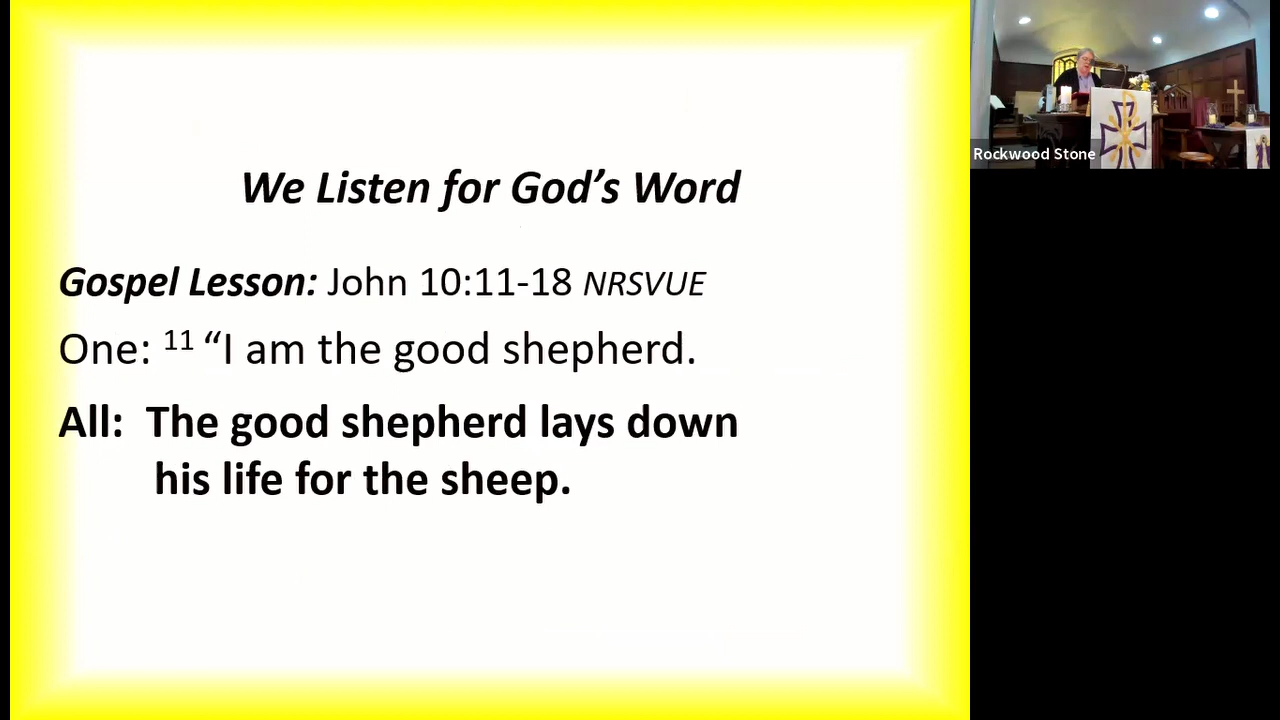 We Listen for God’s Word
Gospel Lesson: John 10:11-18 NRSVUE
One: 11 “I am the good shepherd.
All: The good shepherd lays down
his life for the sheep.
Rockwood Stone